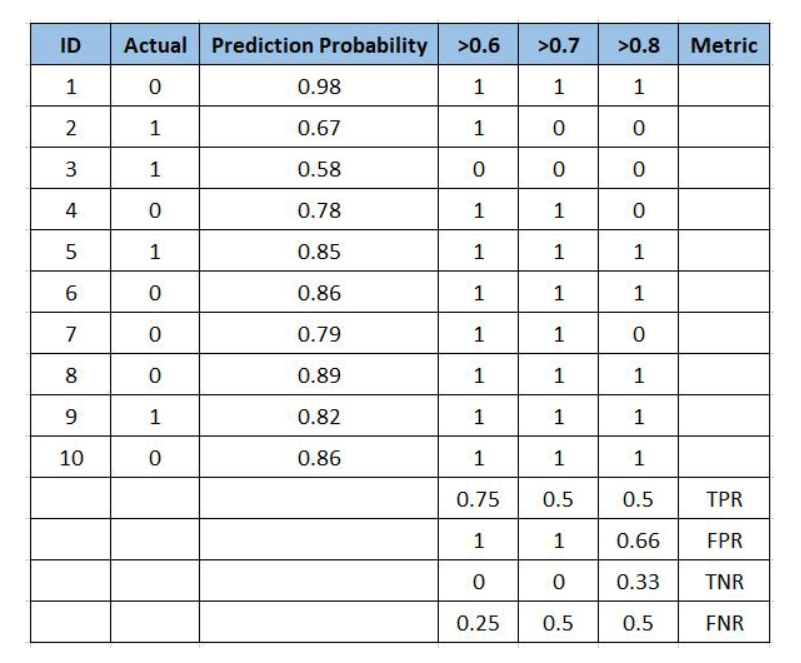 ID Actual Prediction Probability >0.6 >0.7 >0.8 Metric
1 0 0.98 1 1 1
2 1 0.67 1 0 0
3 1 0.58 0 0 0
4 0 0.78 1 1 0
5 1 0.85 1 1 1
6 0 0.86 1 1 1
7 0 0.79 1 1 0
8 0 0.89 1 1 1
9 1 0.82 1 1 1
10 0 0.86 1 1 1
0.75 0.5 0.5 TPR
1 1 0.66 FPR
0 0 0.33 TNR
0.25 0.5 0.5 FNR